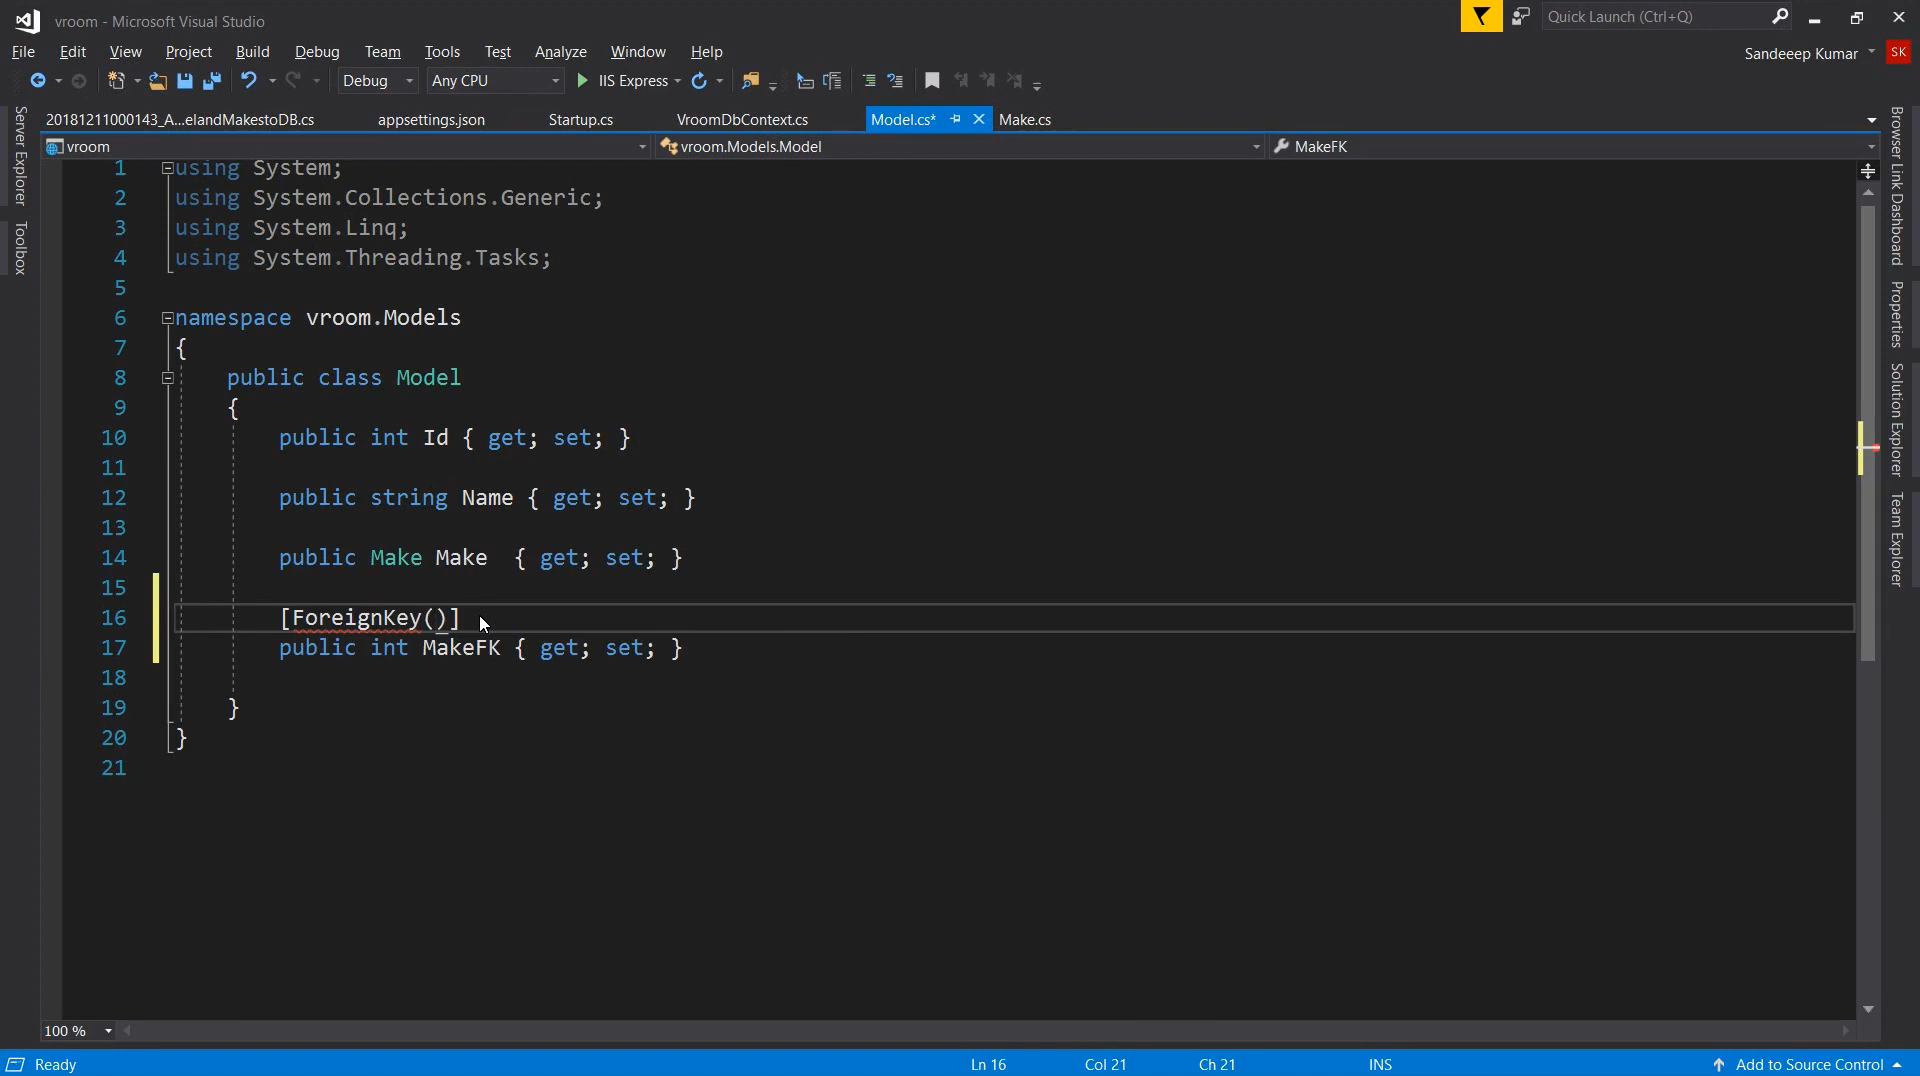 vroom - Microsoft Visual Studio
Quick Launch (Ctrl+Q)
File Edit View Project Build Debug Team Tools Test Analyze Window Help
Sandeeep Kumar SK
Debug Any CPU IIS Express
20181211000143_A...elandMakestoDB.cs appsettings.json Startup.cs VroomDbContext.cs Model.cs* Make.cs
vroom vroom.Models.Model MakeFK
1 using System;
2 using System.Collections.Generic;
3 using System.Linq;
4 using System.Threading.Tasks;
5
6 namespace vroom.Models
7 {
8 public class Model
9 {
10 public int Id { get; set; }
11
12 public string Name { get; set; }
13
14 public Make Make { get; set; }
15
16 [ForeignKey()]
17 public int MakeFK { get; set; }
18
19 }
20 }
21
Server Explorer
Toolbox
Browser Link Dashboard
Properties
Solution Explorer
Team Explorer
100 %
Ready Ln 16 Col 21 Ch 21 INS Add to Source Control